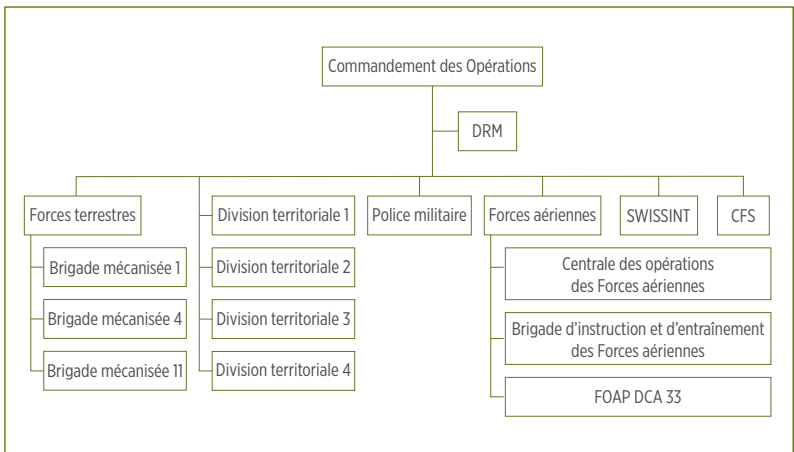 Commandement des Opérations
DRM
Forces terrestres
Division territoriale 1
Police militaire
Forces aériennes
SWISSINT
CFS
Brigade mécanisée 1
Division territoriale 2
Centrale des opérations
des Forces aériennes
Brigade mécanisée 4
Division territoriale 3
Brigade d'instruction et d'entraînement
des Forces aériennes
Brigade mécanisée 11
Division territoriale 4
FOAP DCA 33